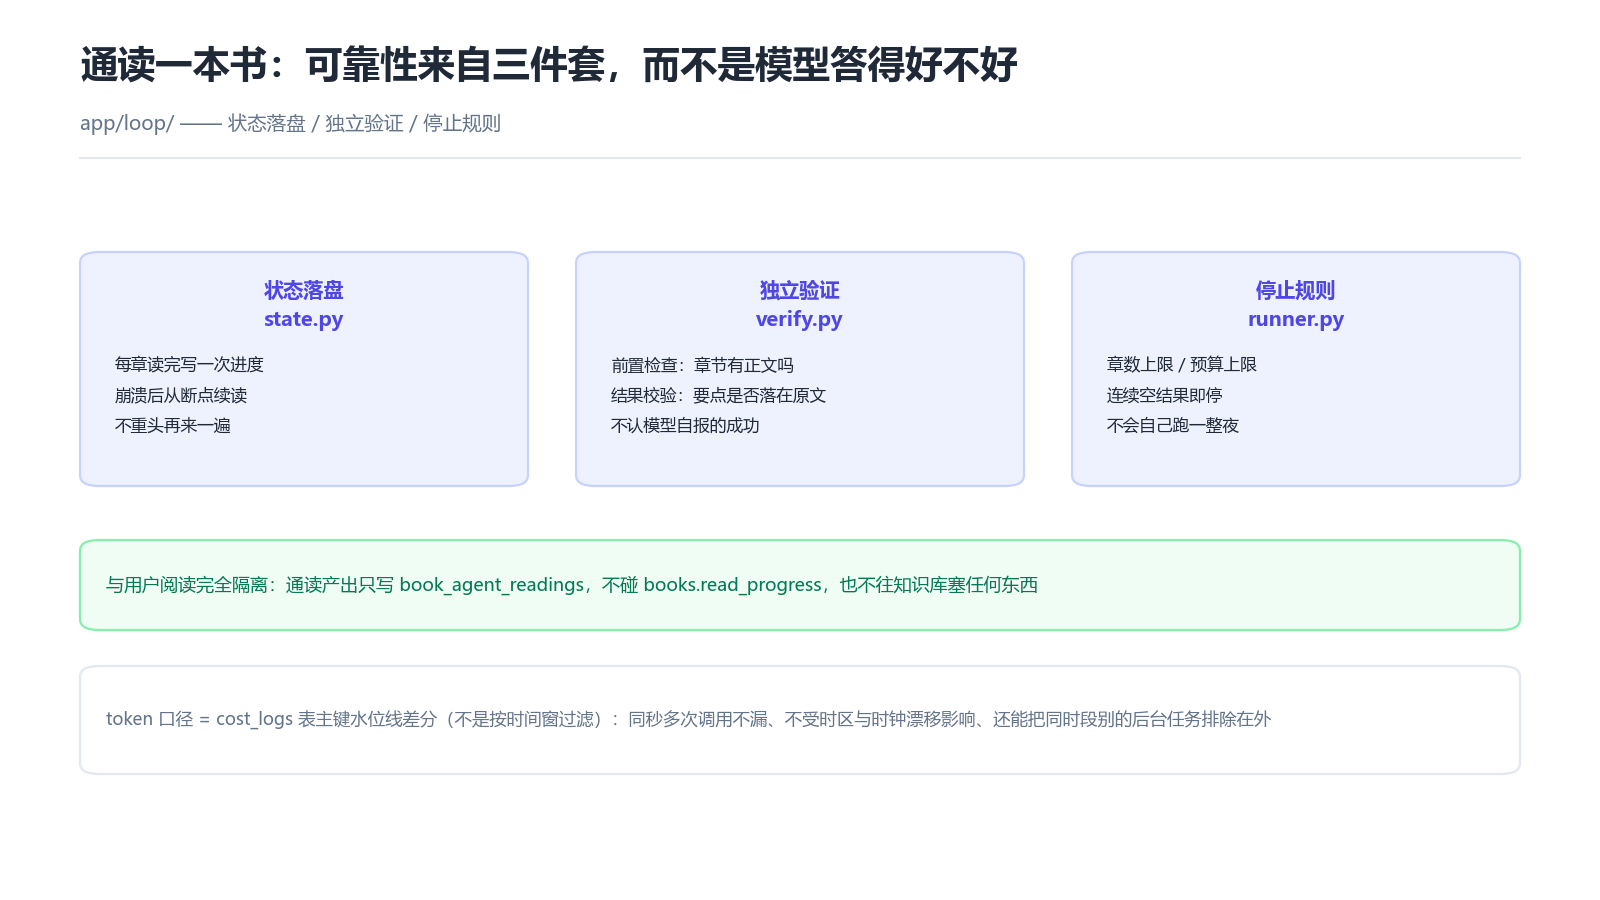 通读一本书：可靠性来自三件套，而不是模型答得好不好
app/loop/ —— 状态落盘 / 独立验证 / 停止规则
状态落盘
state.py
每章读完写一次进度
崩溃后从断点续读
不重头再来一遍
独立验证
verify.py
前置检查：章节有正文吗
结果校验：要点是否落在原文
不认模型自报的成功
停止规则
runner.py
章数上限 / 预算上限
连续空结果即停
不会自己跑一整夜
与用户阅读完全隔离：通读产出只写 book_agent_readings，不碰 books.read_progress，也不往知识库塞任何东西
token 口径 = cost_logs 表主键水位线差分（不是按时间窗过滤）：同秒多次调用不漏、不受时区与时钟漂移影响、还能把同时段别的后台任务排除在外